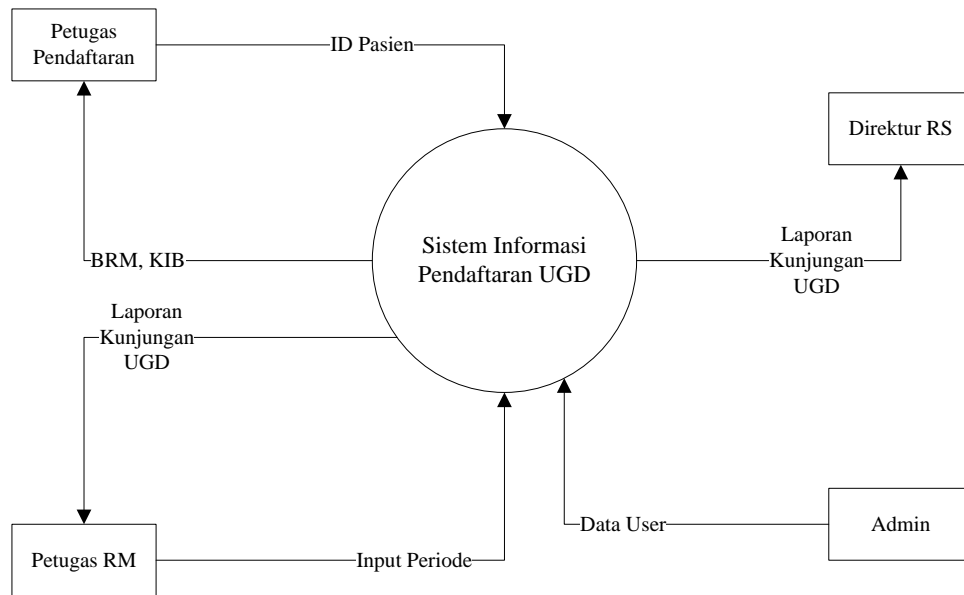 Petugas
Pendaftaran
ID Pasien
Direktur RS
Sistem Informasi
Pendaftaran UGD
BRM, KIB
Laporan
Kunjungan
UGD
Laporan
Kunjungan
UGD
Petugas RM
Input Periode
Data User
Admin